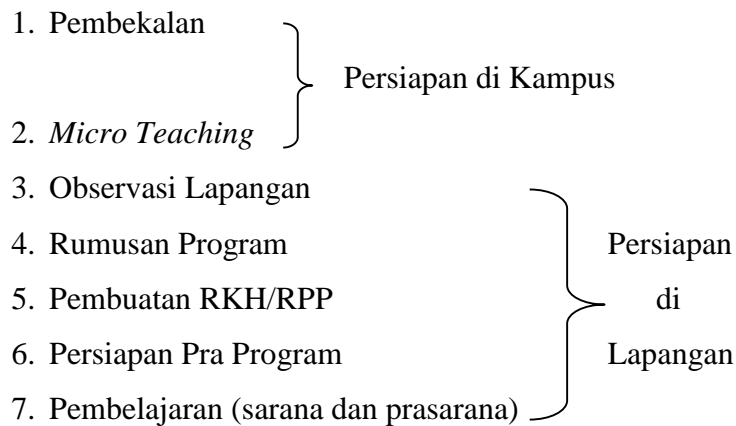 1. Pembekalan
Persiapan di Kampus
2. Micro Teaching
3. Observasi Lapangan
4. Rumusan Program
5. Pembuatan RKH/RPP
6. Persiapan Pra Program
7. Pembelajaran (sarana dan prasarana)
Persiapan
di
Lapangan